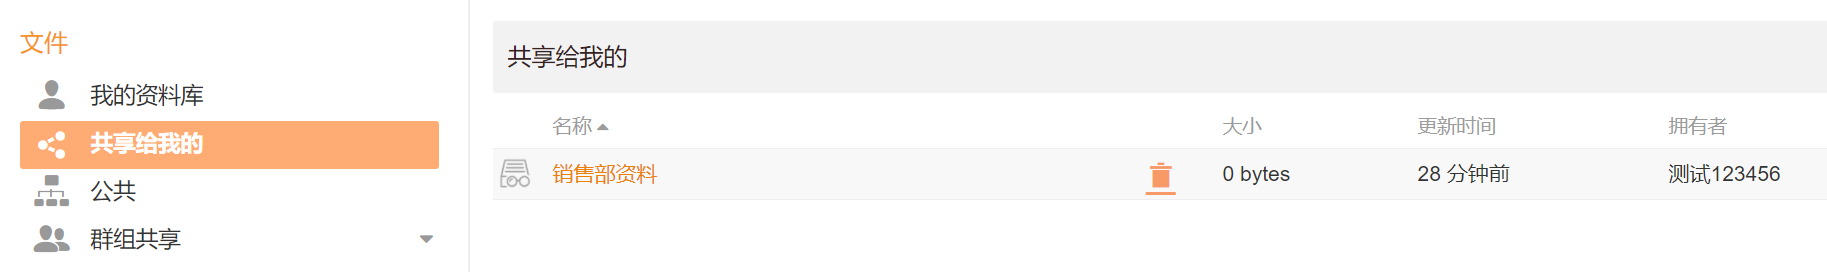 文件
我的资料库
共享给我的
公共
群组共享
共享给我的
名称 大小 更新时间 拥有者
销售部资料 0 bytes 28 分钟前 测试123456